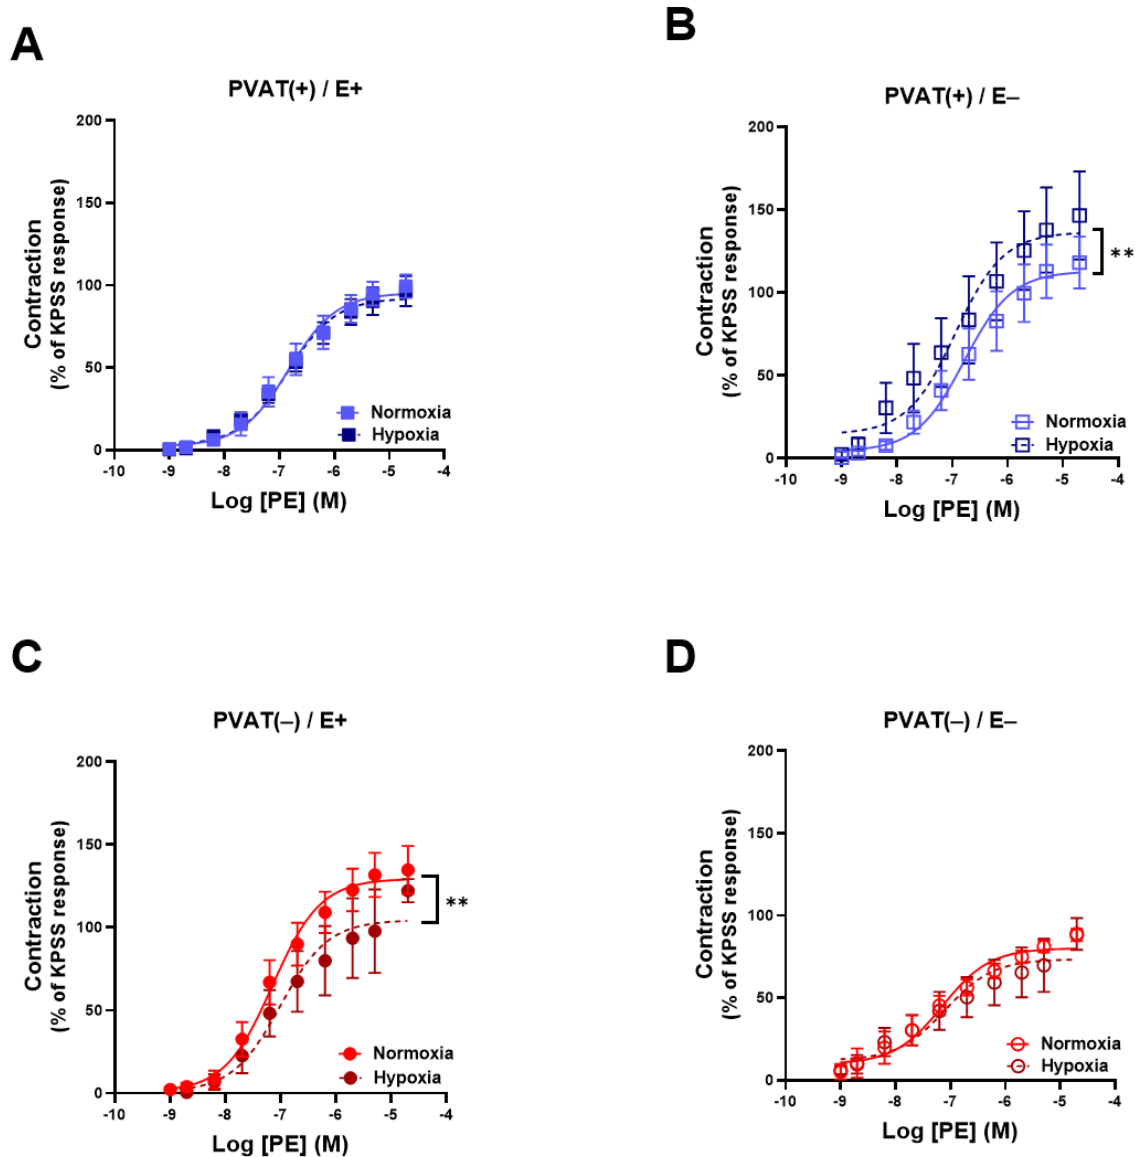 A
PVAT(+) / E+
Contraction
(% of KPSS response)
200
150
100
50
0
-10
-9
-8
-7
-6
-5
-4
Normoxia
Hypoxia
Log [PE] (M)
B
PVAT(+) / E–
Contraction
(% of KPSS response)
200
150
100
50
0
-10
-9
-8
-7
-6
-5
-4
**
Normoxia
Hypoxia
Log [PE] (M)
C
PVAT(–) / E+
Contraction
(% of KPSS response)
200
150
100
50
0
-10
-9
-8
-7
-6
-5
-4
**
Normoxia
Hypoxia
Log [PE] (M)
D
PVAT(–) / E–
Contraction
(% of KPSS response)
200
150
100
50
0
-10
-9
-8
-7
-6
-5
-4
Normoxia
Hypoxia
Log [PE] (M)